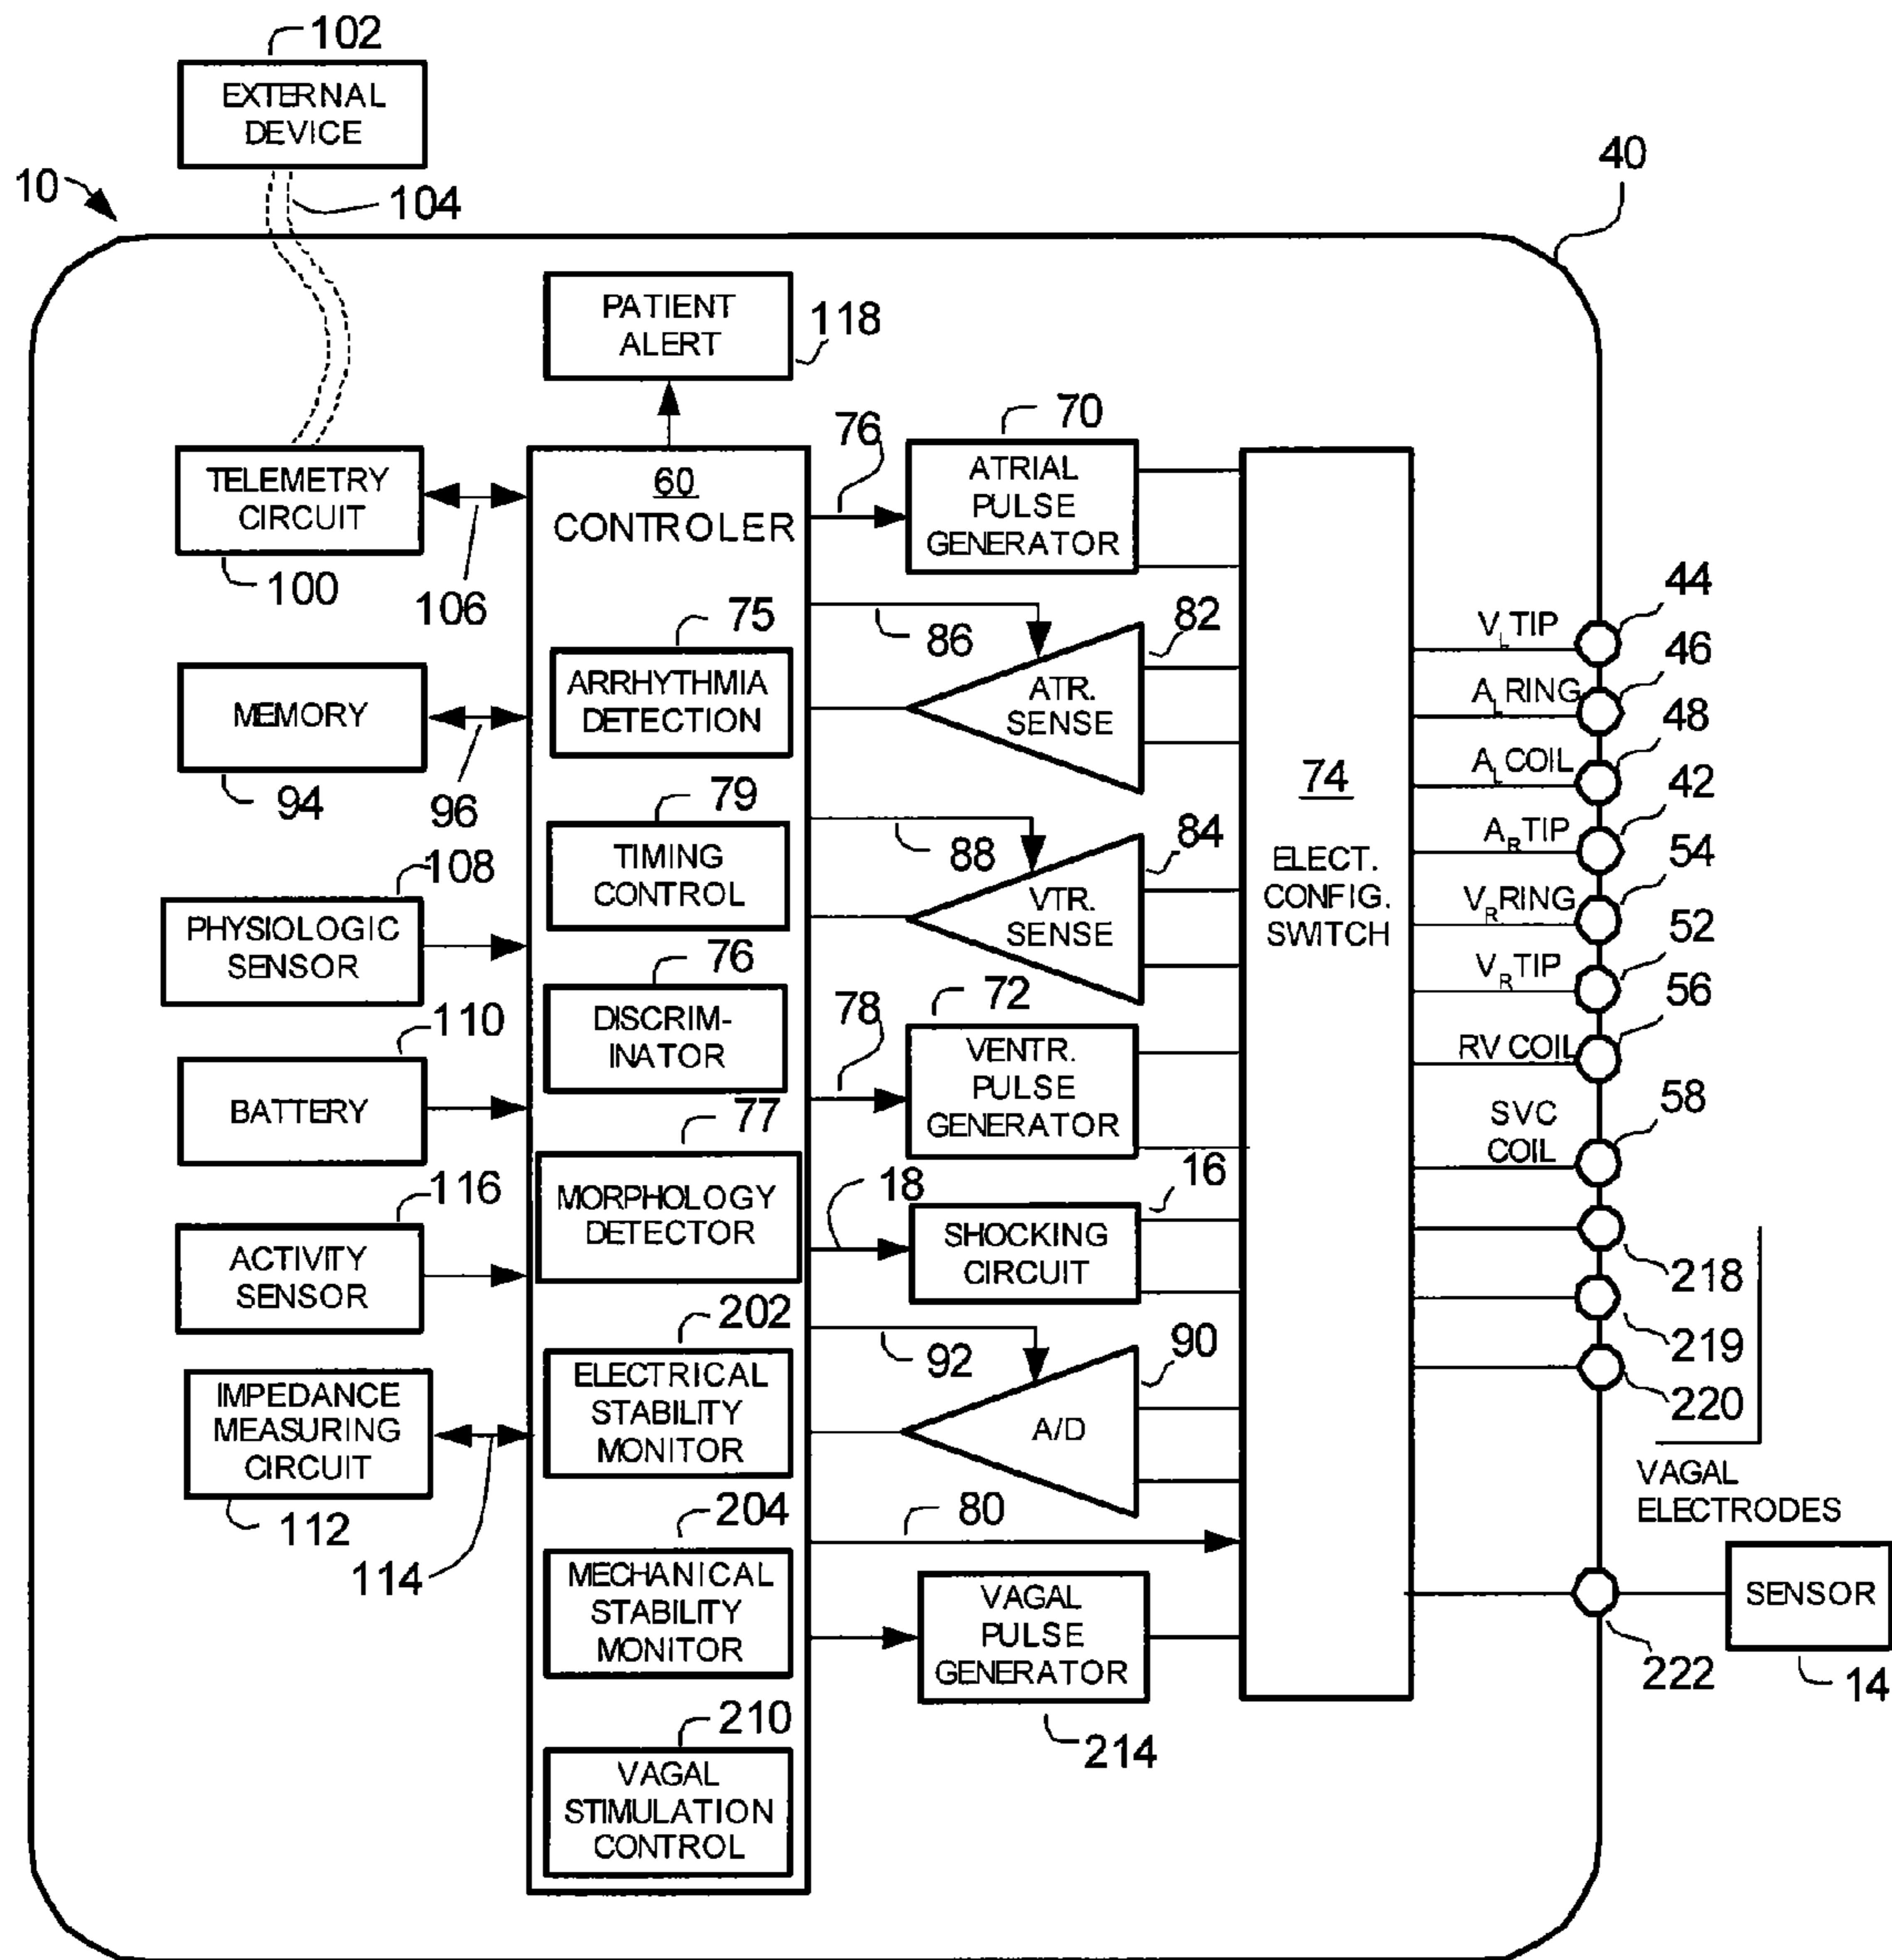 102
EXTERNAL
DEVICE
10
104
40
PATIENT
ALERT
118
TELEMETRY
CIRCUIT
100
106
60
CONTROLER
76
70
ATRIAL
PULSE
GENERATOR
86
82
ATR.
SENSE
75
ARRHYTHMIA
DETECTION
MEMORY
94
96
79
TIMING
CONTROL
88
84
VTR.
SENSE
108
PHYSIOLOGIC
SENSOR
76
DISCRIM-
INATOR
78
72
VENTR.
PULSE
GENERATOR
110
BATTERY
77
MORPHOLOGY
DETECTOR
18
16
SHOCKING
CIRCUIT
116
ACTIVITY
SENSOR
202
ELECTRICAL
STABILITY
MONITOR
92
90
A/D
IMPEDANCE
MEASURING
CIRCUIT
112
114
204
MECHANICAL
STABILITY
MONITOR
80
VAGAL
PULSE
GENERATOR
214
210
VAGAL
STIMULATION
CONTROL
74
ELECT.
CONFIG.
SWITCH
VL TIP
44
AL RING
46
AL COIL
48
AR TIP
42
VR RING
54
VR TIP
52
RV COIL
56
SVC
COIL
58
218
219
220
VAGAL
ELECTRODES
222
SENSOR
14